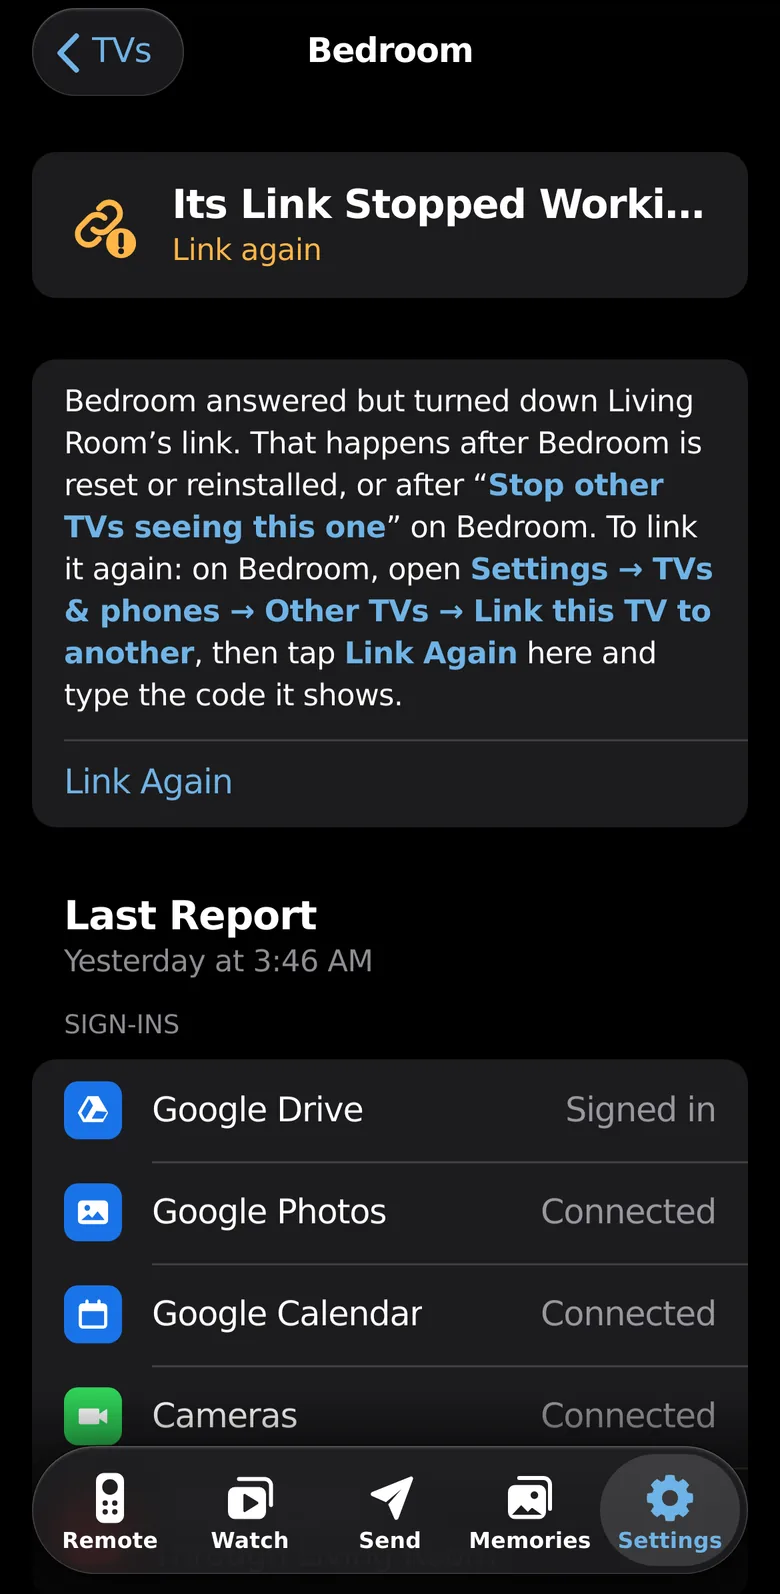 TVs
Bedroom
Its Link Stopped Worki...
Link again
Bedroom answered but turned down Living
Room’s link. That happens after Bedroom is
reset or reinstalled, or after “Stop other
TVs seeing this one” on Bedroom. To link
it again: on Bedroom, open Settings → TVs
& phones → Other TVs → Link this TV to
another, then tap Link Again here and
type the code it shows.
Link Again
Last Report
Yesterday at 3:46 AM
SIGN-INS
Google Drive Signed in
Google Photos Connected
Google Calendar Connected
Cameras Connected
Through Living Room
Remote Watch Send Memories Settings